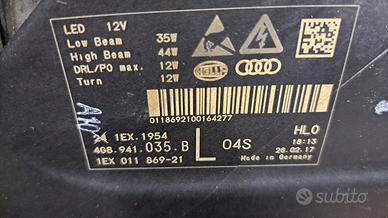 LED 12V
Low Beam 35W
High Beam 44W
DRL/PO max. 12W
Turn 12W
HELLA
0118692100164277
1EX.1954
4G8.941.035.B L 04S HL0
18:13
28.02.17
1EX 011 869-21 Made in Germany
subito